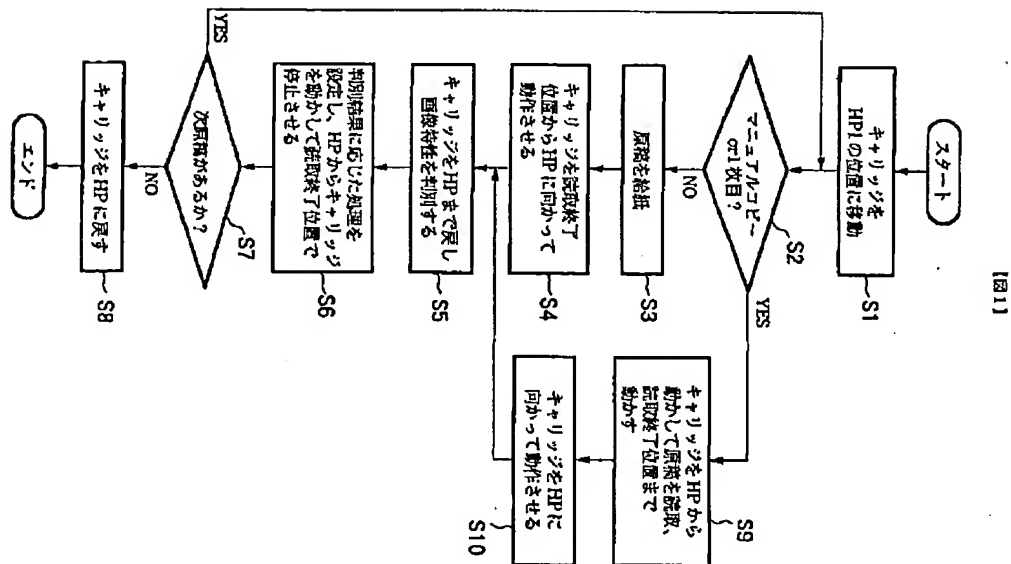 【図1】
スタート
キャリッジを
HP1の位置に移動
S1
マニュアルコピー
or1枚目?
S2
YES
NO
原稿を給紙
S3
キャリッジを読取終了
位置からHPに向かって
動作させる
S4
キャリッジをHPまで戻し
画像特性を判別する
S5
判別結果に応じた処理を
設定し、HPからキャリッジ
を動かして読取終了位置で
停止させる
S6
次原稿があるか?
S7
YES
NO
キャリッジをHPに戻す
S8
エンド
キャリッジをHPから
動かして原稿を読取、
読取終了位置まで
動かす
S9
キャリッジをHPに
向かって動作させる
S10